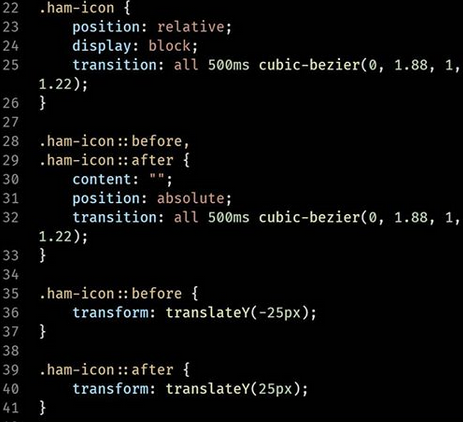 22 .ham-icon {
23 position: relative;
24 display: block;
25 transition: all 500ms cubic-bezier(0, 1.88, 1,
1.22);
26 }
27
28 .ham-icon::before,
29 .ham-icon::after {
30 content: "";
31 position: absolute;
32 transition: all 500ms cubic-bezier(0, 1.88, 1,
1.22);
33 }
34
35 .ham-icon::before {
36 transform: translateY(-25px);
37 }
38
39 .ham-icon::after {
40 transform: translateY(25px);
41 }